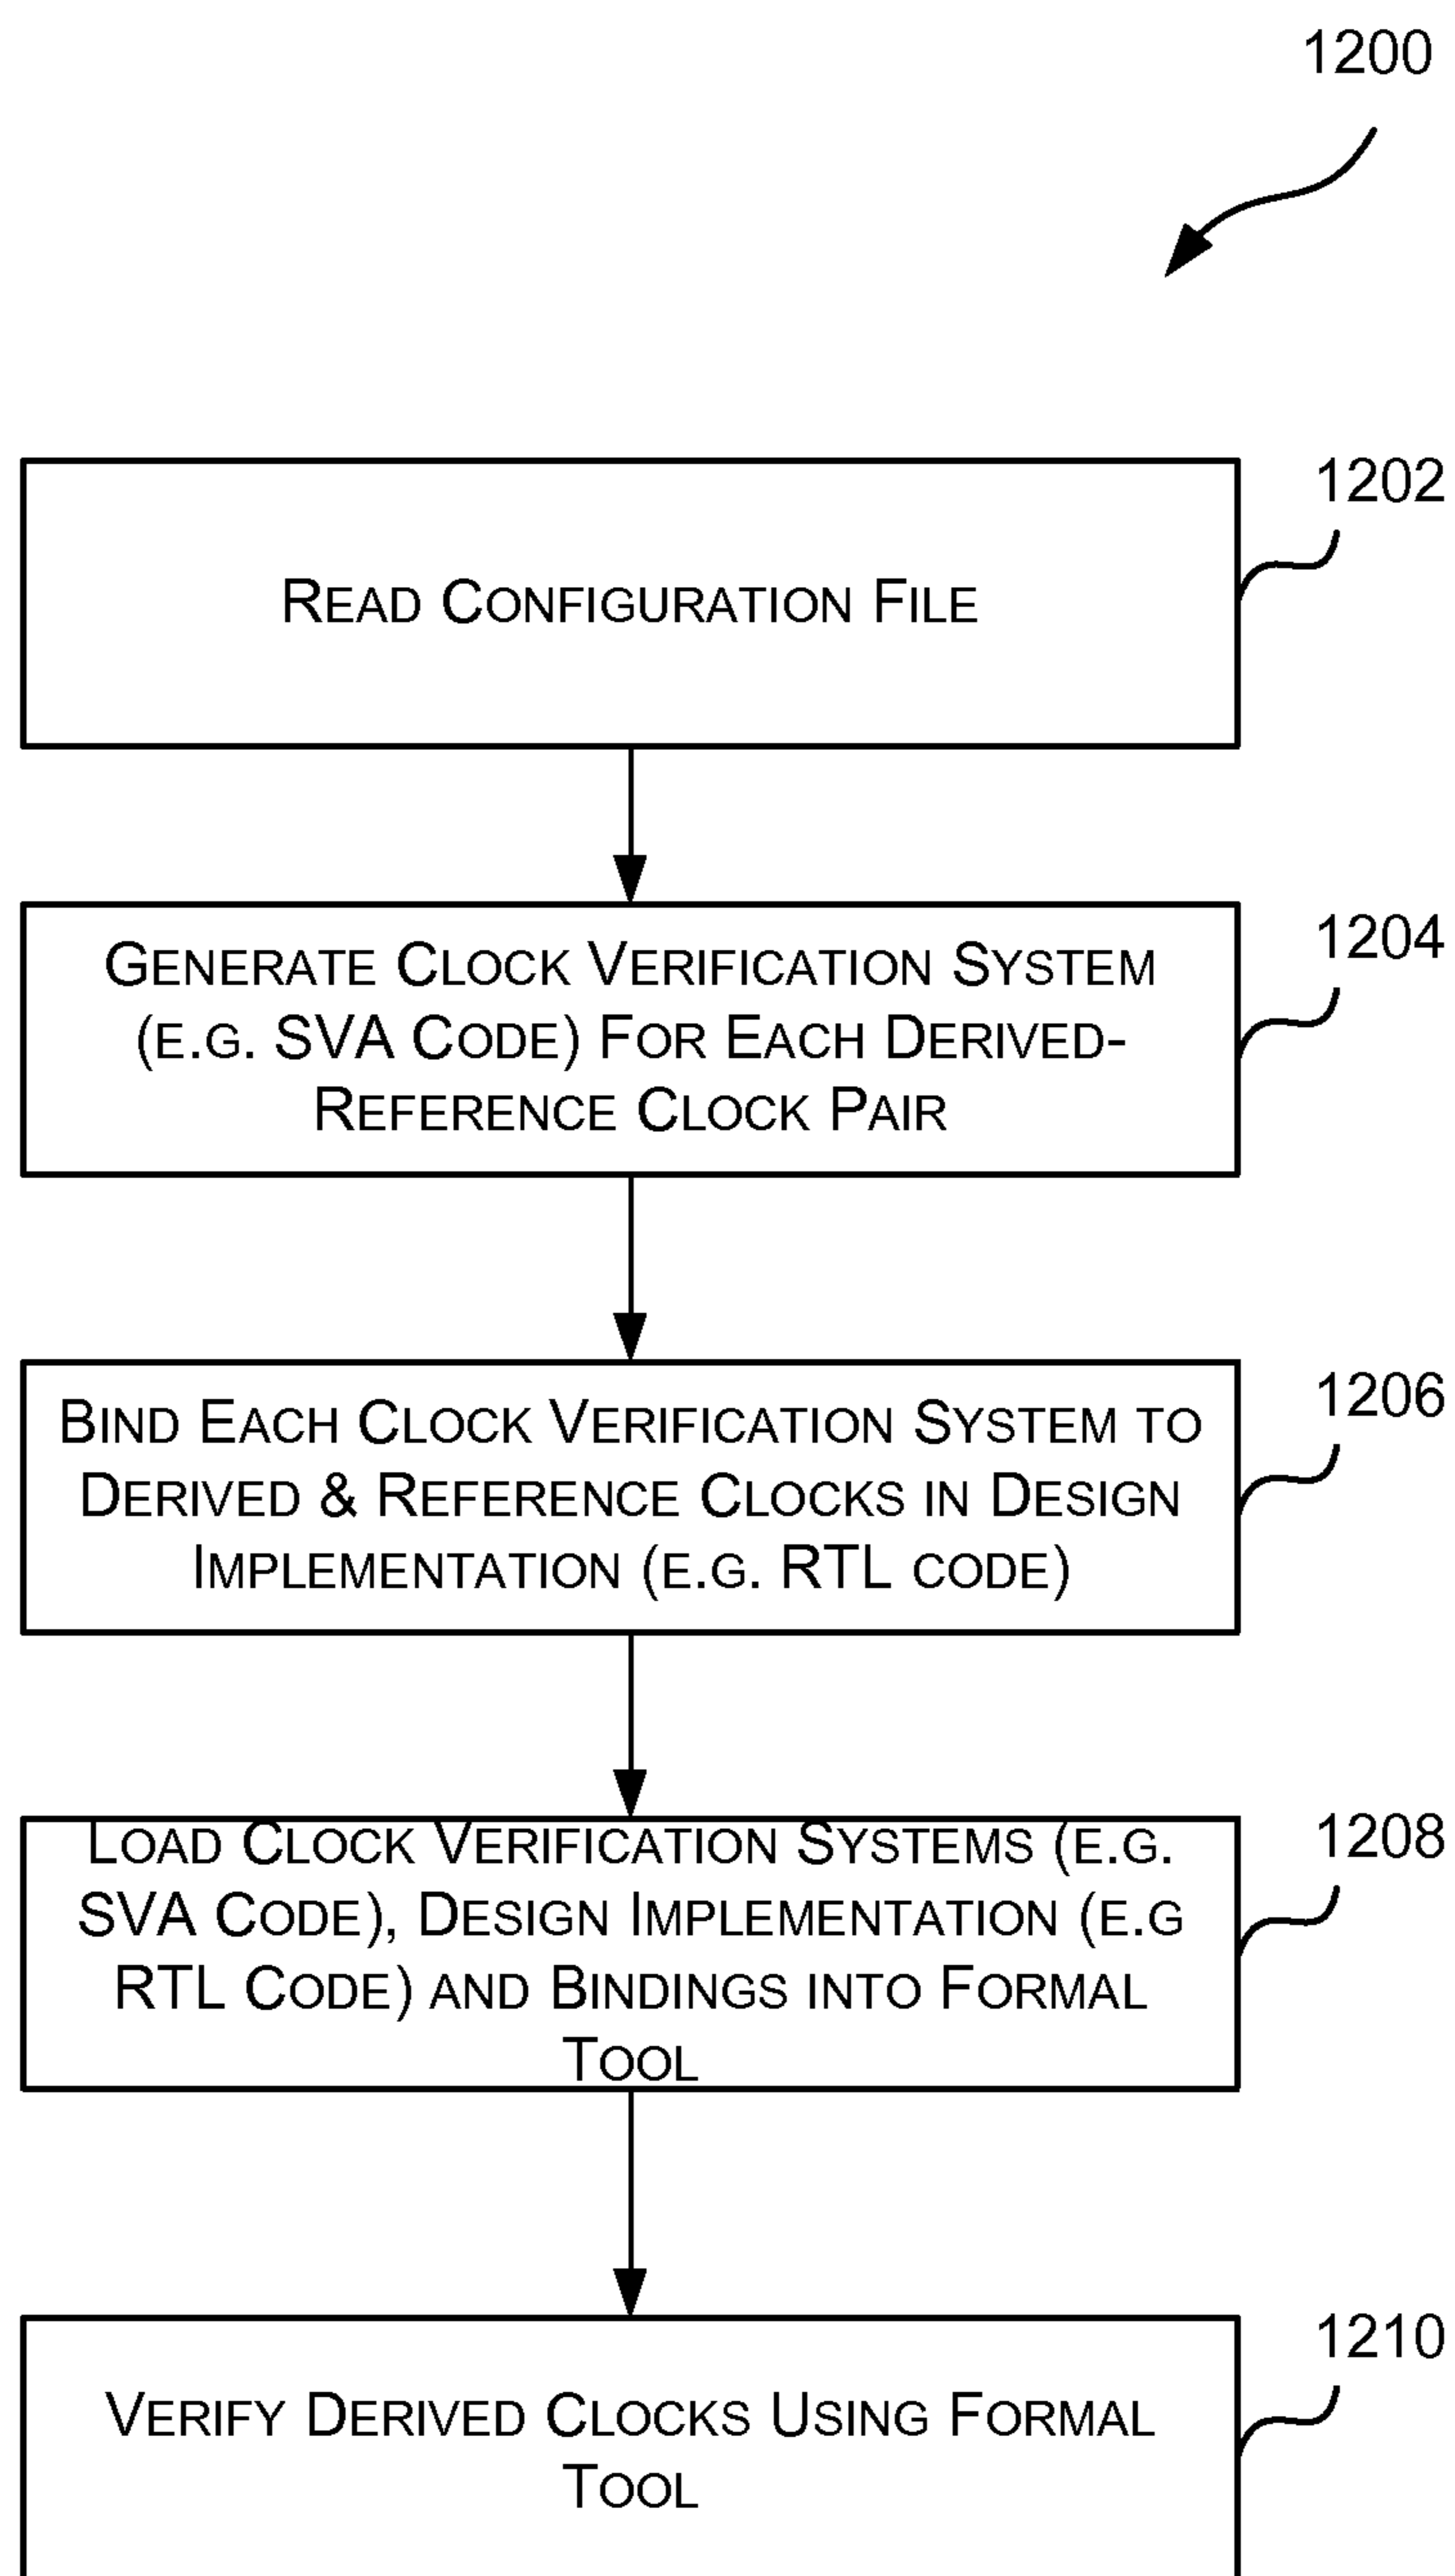 1200
1202
READ CONFIGURATION FILE
1204
GENERATE CLOCK VERIFICATION SYSTEM
(E.G. SVA CODE) FOR EACH DERIVED-
REFERENCE CLOCK PAIR
1206
BIND EACH CLOCK VERIFICATION SYSTEM TO
DERIVED & REFERENCE CLOCKS IN DESIGN
IMPLEMENTATION (E.G. RTL CODE)
1208
LOAD CLOCK VERIFICATION SYSTEMS (E.G.
SVA CODE), DESIGN IMPLEMENTATION (E.G
RTL CODE) AND BINDINGS INTO FORMAL
TOOL
1210
VERIFY DERIVED CLOCKS USING FORMAL
TOOL